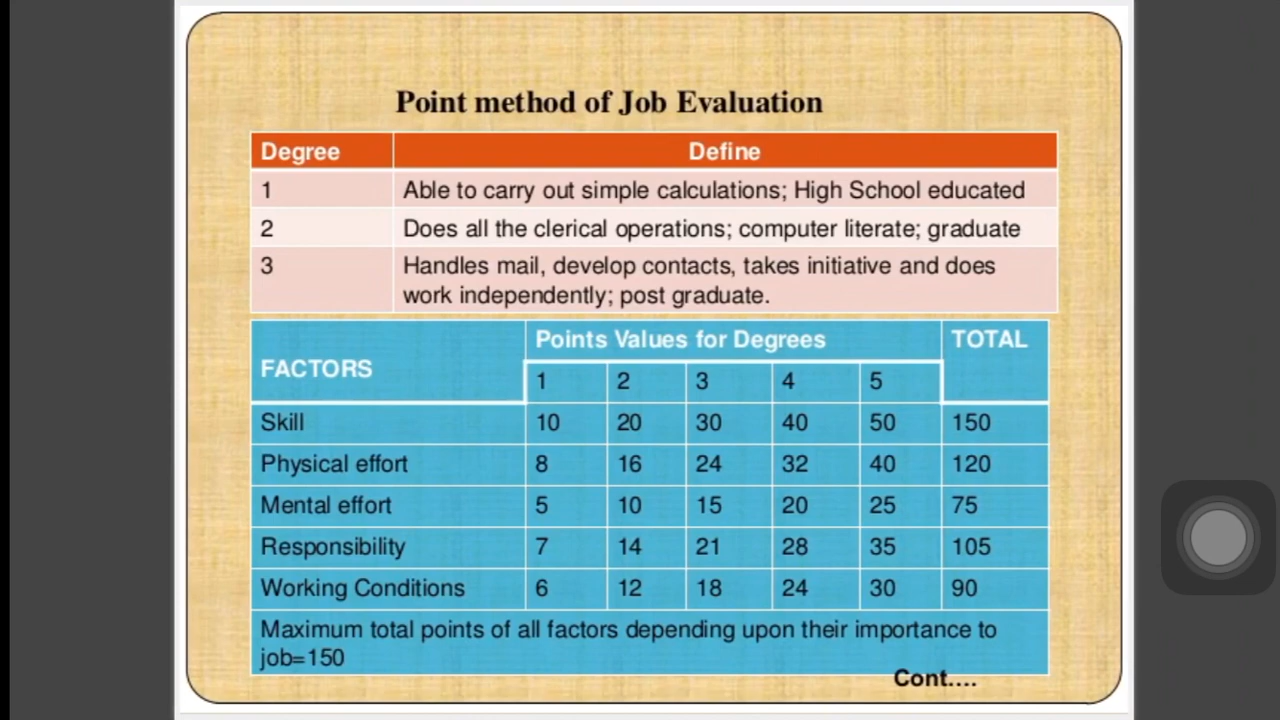 Point method of Job Evaluation
Degree Define
1 Able to carry out simple calculations; High School educated
2 Does all the clerical operations; computer literate; graduate
3 Handles mail, develop contacts, takes initiative and does
work independently; post graduate.
FACTORS Points Values for Degrees TOTAL
1 2 3 4 5
Skill 10 20 30 40 50 150
Physical effort 8 16 24 32 40 120
Mental effort 5 10 15 20 25 75
Responsibility 7 14 21 28 35 105
Working Conditions 6 12 18 24 30 90
Maximum total points of all factors depending upon their importance to
job=150
Cont....